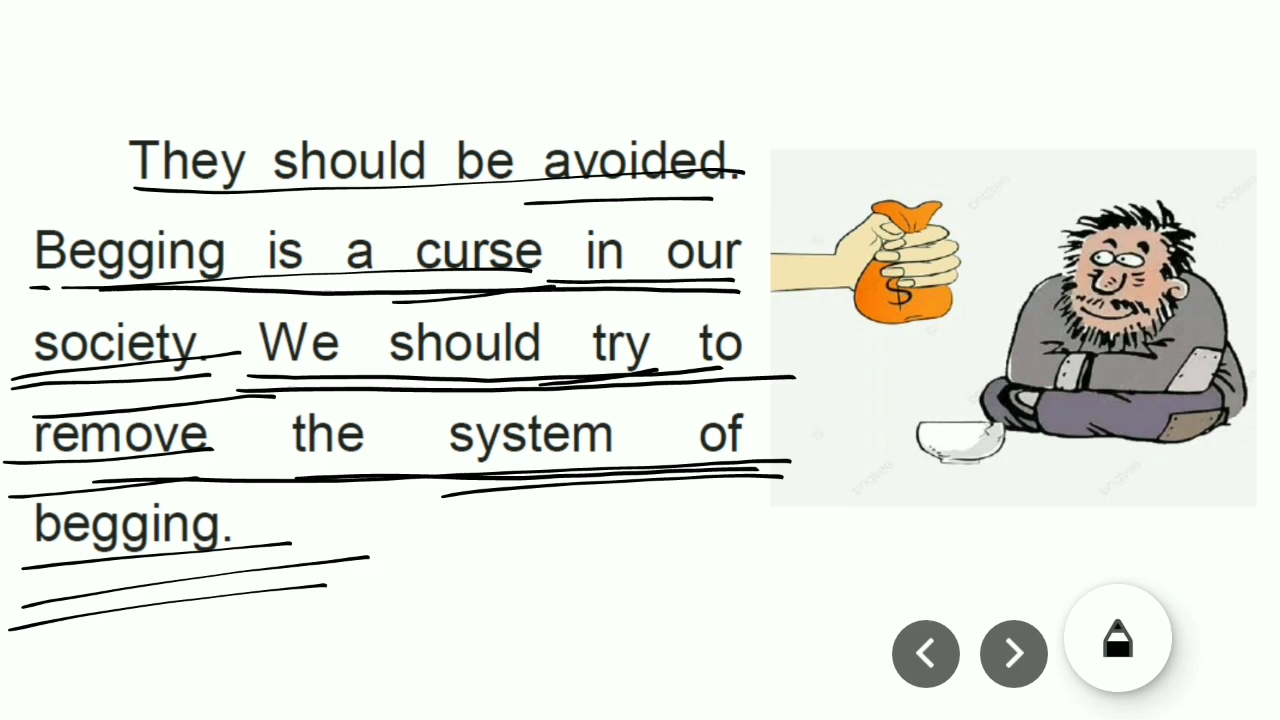 They should be avoided.
Begging is a curse in our
society. We should try to
remove the system of
begging.
$